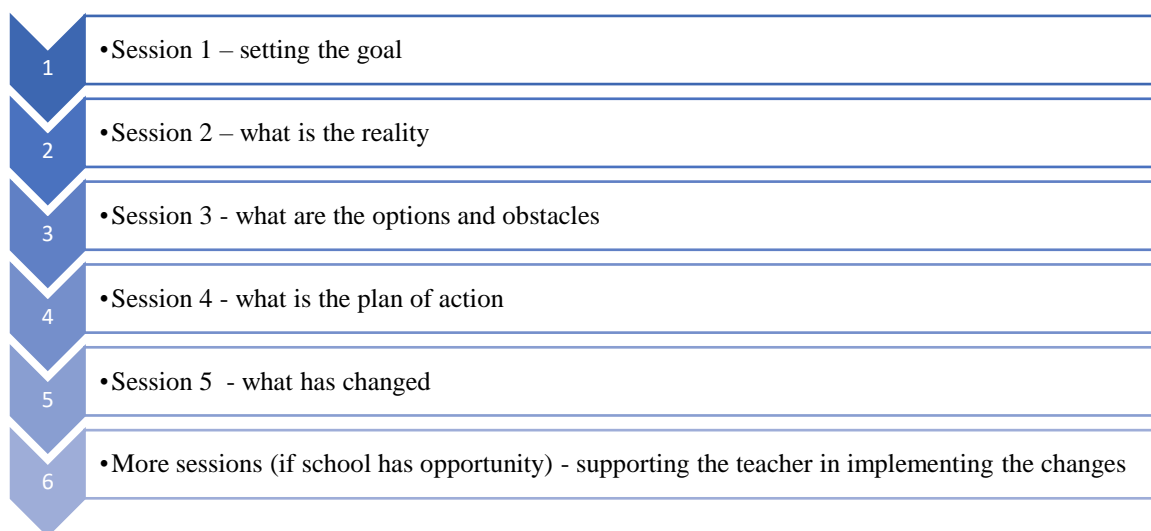 1
•Session 1 – setting the goal
2
•Session 2 – what is the reality
3
•Session 3 - what are the options and obstacles
4
•Session 4 - what is the plan of action
5
•Session 5  - what has changed
6
•More sessions (if school has opportunity) - supporting the teacher in implementing the changes